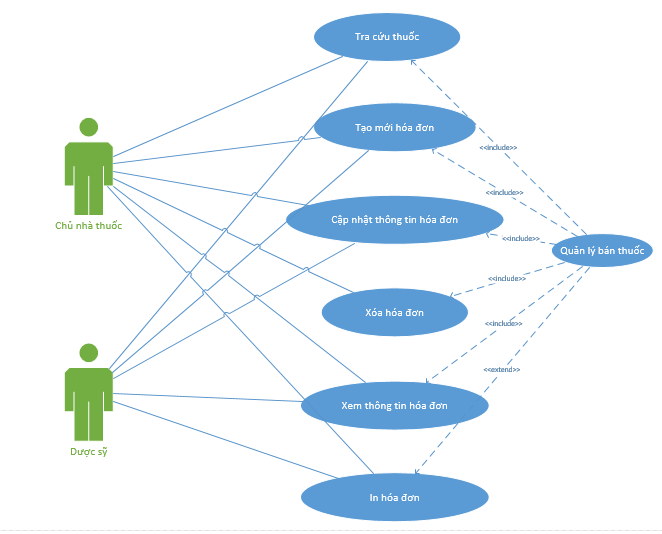 Tra cứu thuốc
Tạo mới hóa đơn
<<include>>
<<include>>
Chủ nhà thuốc
Cập nhật thông tin hóa đơn
<<include>>
Quản lý bán thuốc
<<include>>
Xóa hóa đơn
<<include>>
<<extend>>
Xem thông tin hóa đơn
Dược sỹ
In hóa đơn